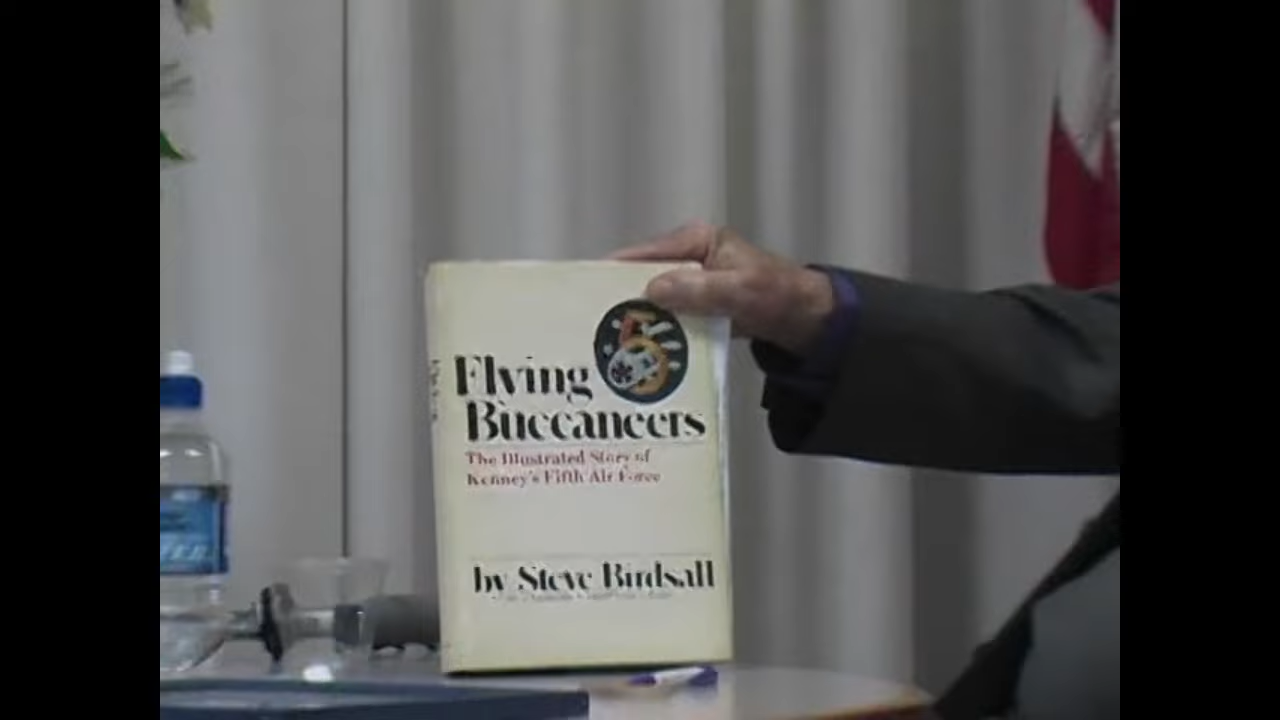 Flying
Buccaneers
The Illustrated Story of
Kenney's Fifth Air Force
by Steve Birdsall